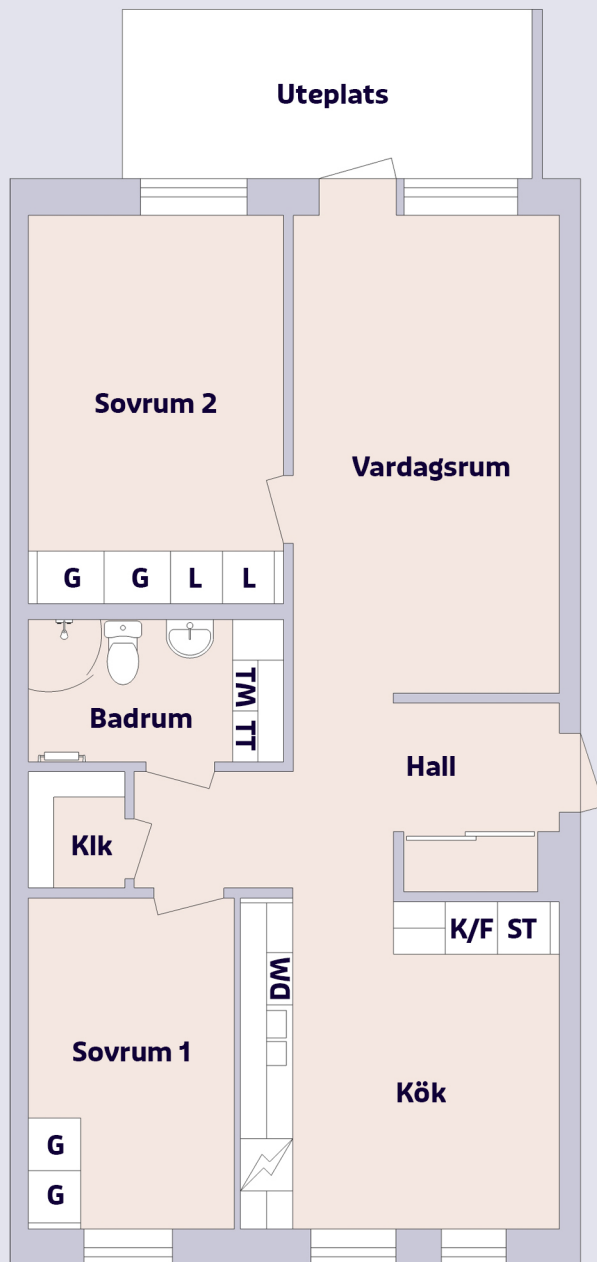 Uteplats
Sovrum 2
Vardagsrum
G G L L
TM
TT
Badrum
Hall
Klk
K/F ST
DM
Sovrum 1
Kök
G
G